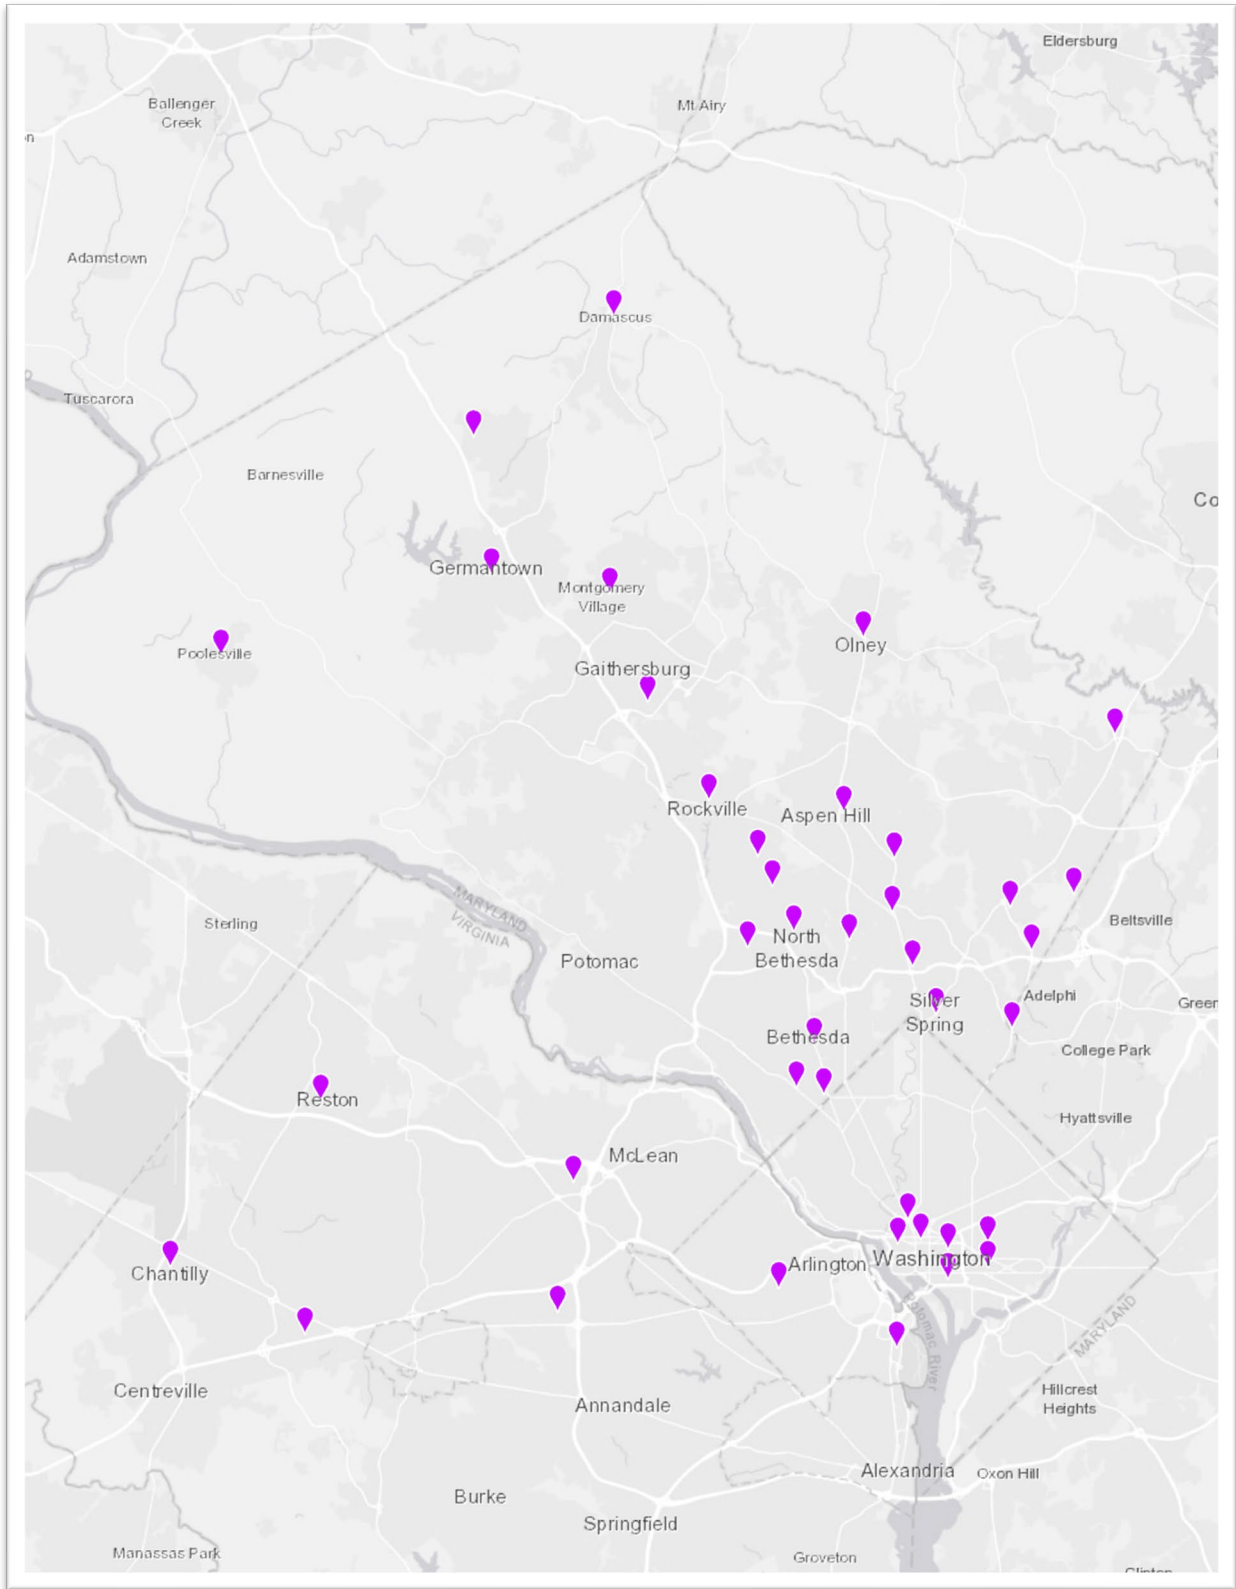 Eldersburg
Ballenger
Creek
Mt Airy
on
Adamstown
Damascus
Tuscarora
Barnesville
Co
Germantown
Montgomery
Village
Olney
Poolesville
Gaithersburg
Rockville
Aspen Hill
MARYLAND
VIRGINIA
Sterling
Beltsville
North
Bethesda
Potomac
Adelphi
Silver
Spring
Green
Bethesda
College Park
Reston
Hyattsville
McLean
Arlington
Washington
Chantilly
Potomac River
MARYLAND
Centreville
Hillcrest
Heights
Annandale
Alexandria
Oxon Hill
Burke
Springfield
Manassas Park
Groveton
Clinton